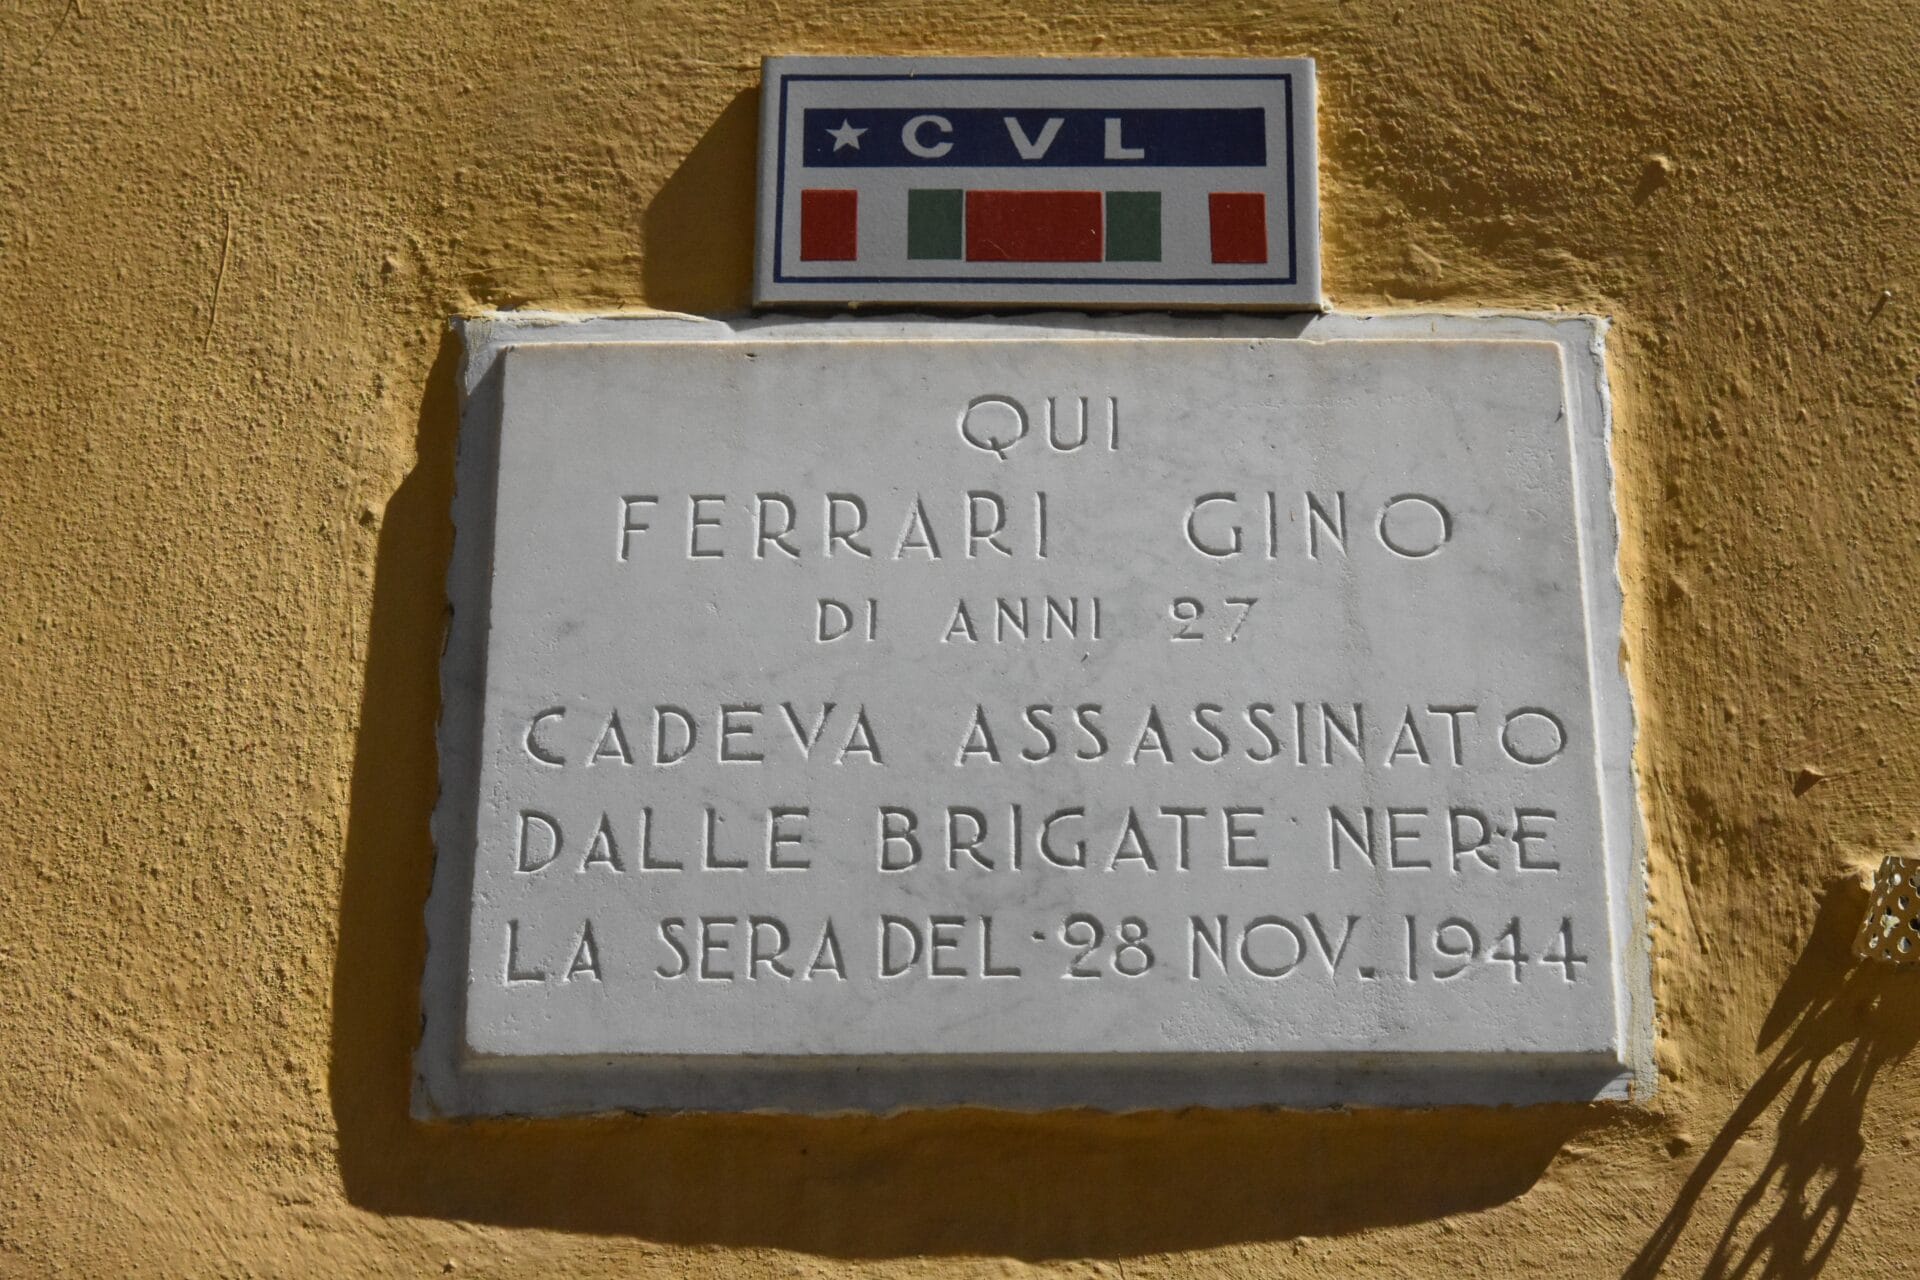 ★ CVL
QUI
FERRARI GINO
DI ANNI 27
CADEVA ASSASSINATO
DALLE BRIGATE NERE
LA SERA DEL 28 NOV. 1944